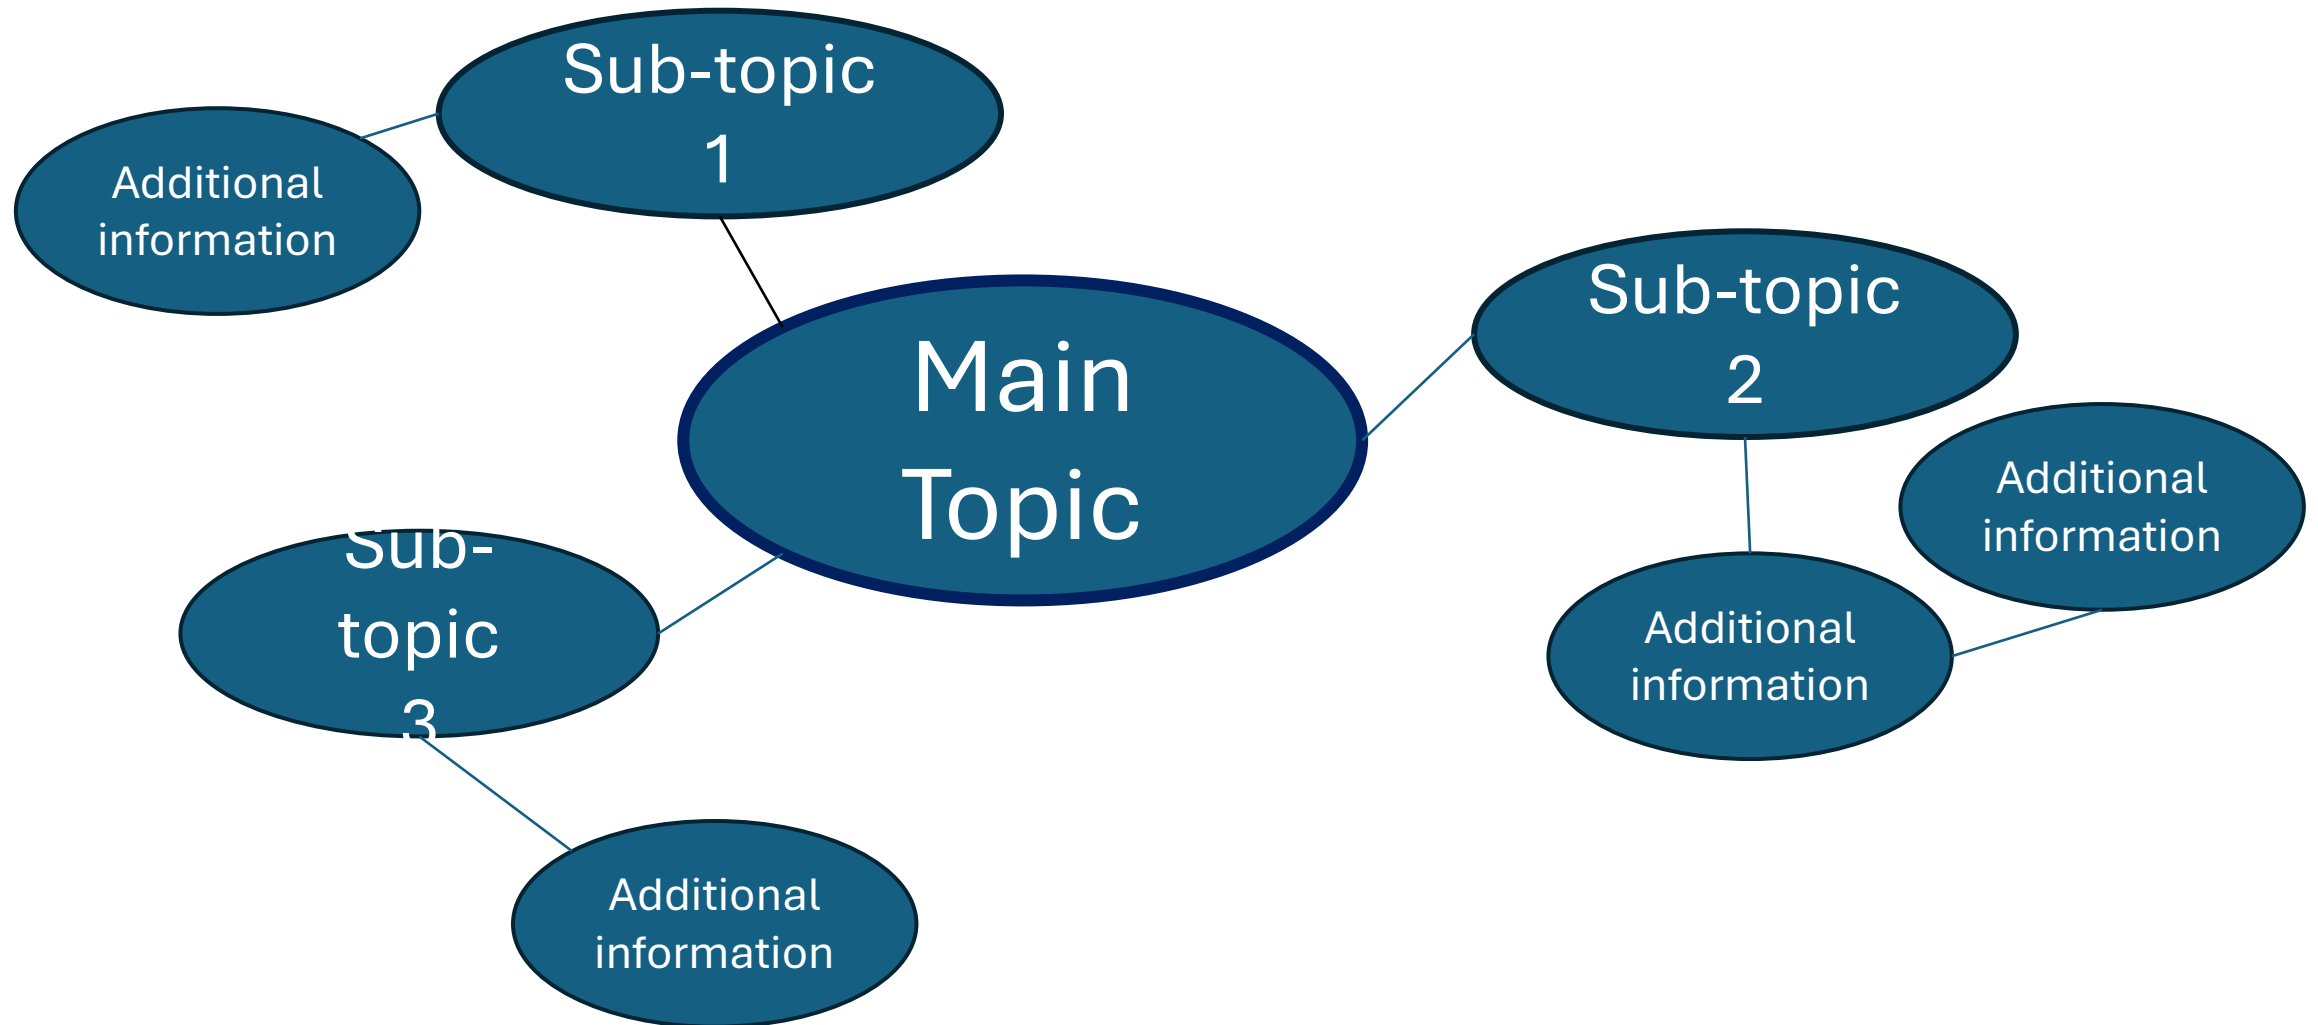 Sub-topic
1
Additional
information
Main
Topic
Sub-topic
2
Additional
information
Additional
information
Sub-
topic
3
Additional
information